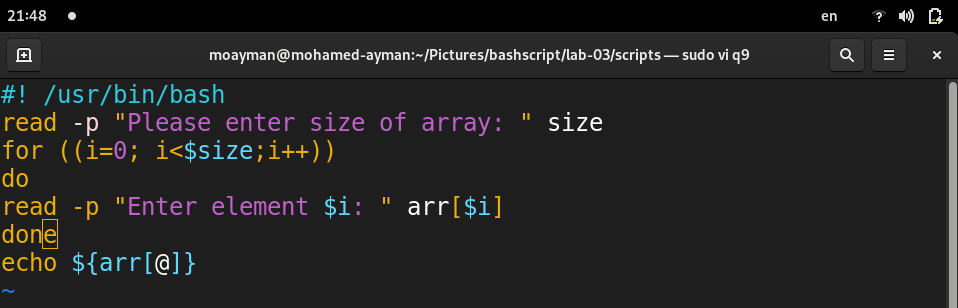 21:48
en
moayman@mohamed-ayman:~/Pictures/bashscript/lab-03/scripts — sudo vi q9
#! /usr/bin/bash
read -p "Please enter size of array: " size
for ((i=0; i<$size;i++))
do
read -p "Enter element $i: " arr[$i]
done
echo ${arr[@]}
~